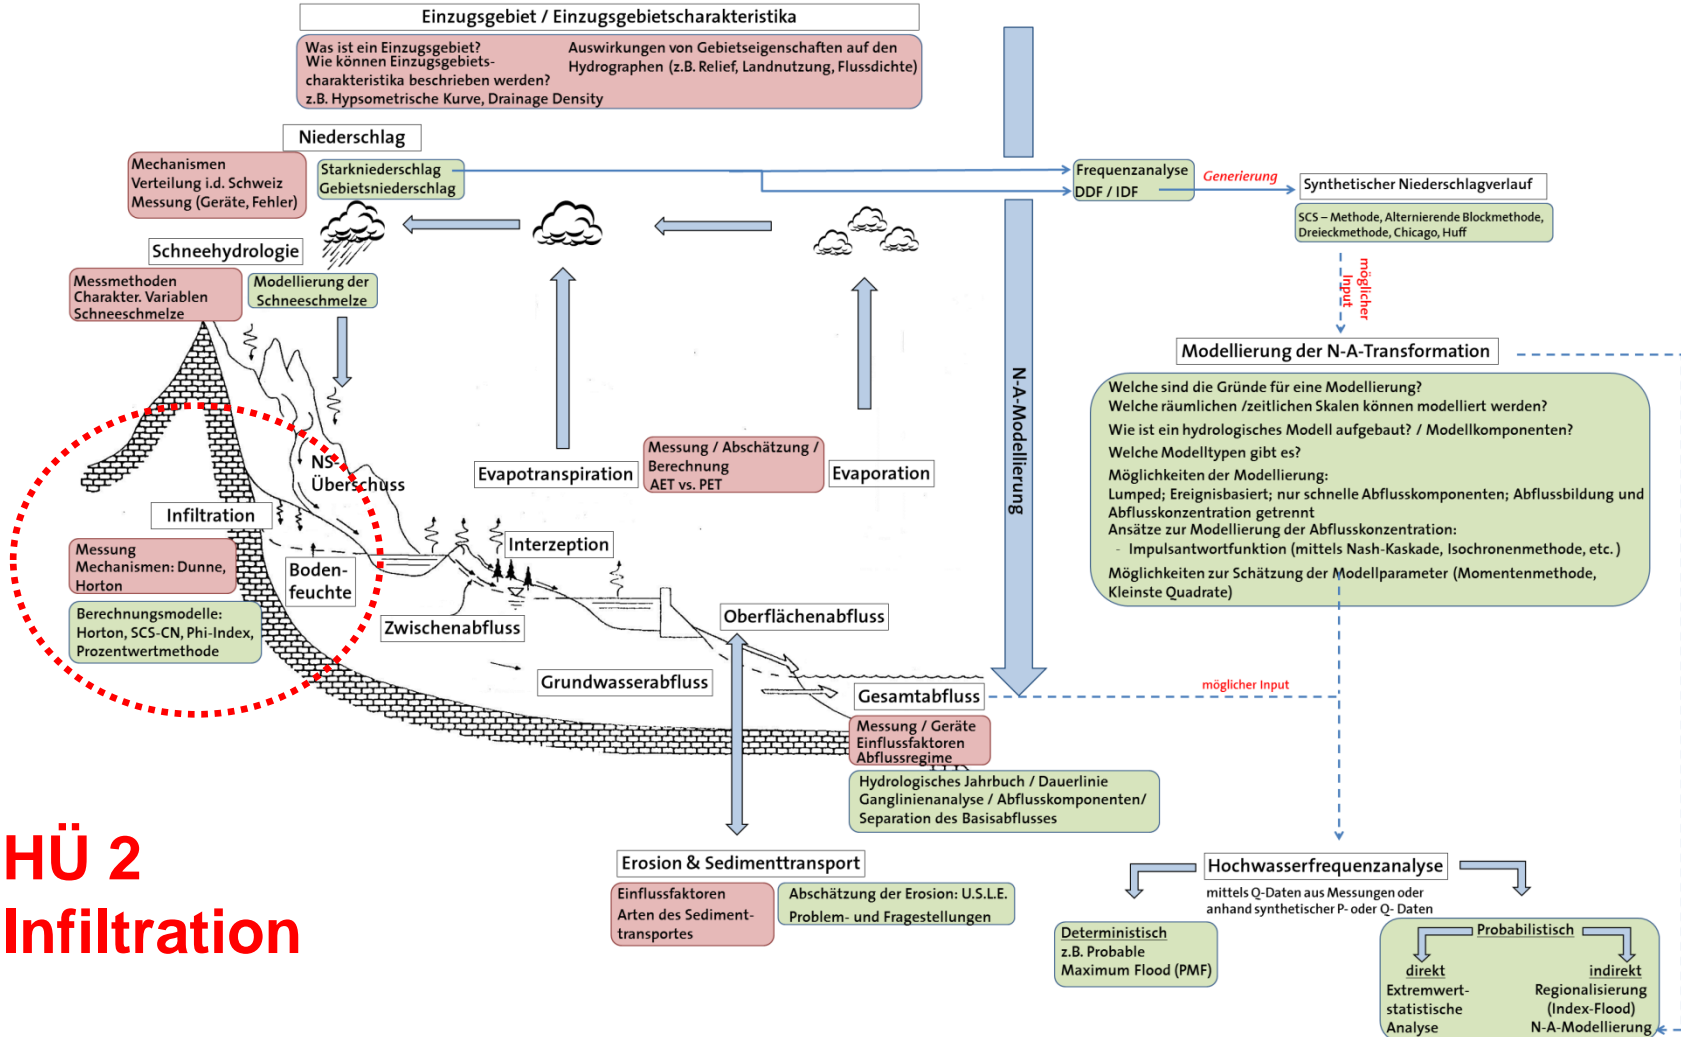 Einzugsgebiet / Einzugsgebietscharakteristika
Was ist ein Einzugsgebiet?
Wie können Einzugsgebiets-
charakteristika beschrieben werden?
z.B. Hypsometrische Kurve, Drainage Density
Auswirkungen von Gebietseigenschaften auf den
Hydrographen (z.B. Relief, Landnutzung, Flussdichte)
Niederschlag
Mechanismen
Verteilung i.d. Schweiz
Messung (Geräte, Fehler)
Starkniederschlag
Gebietsniederschlag
Frequenzanalyse
DDF / IDF
Generierung
Synthetischer Niederschlagverlauf
SCS – Methode, Alternierende Blockmethode,
Dreieckmethode, Chicago, Huff
möglicher
Input
Schneehydrologie
Messmethoden
Charakter. Variablen
Schneeschmelze
Modellierung der
Schneeschmelze
N-A-Modellierung
Modellierung der N-A-Transformation
Welche sind die Gründe für eine Modellierung?
Welche räumlichen /zeitlichen Skalen können modelliert werden?
Wie ist ein hydrologisches Modell aufgebaut? / Modellkomponenten?
Welche Modelltypen gibt es?
Möglichkeiten der Modellierung:
Lumped; Ereignisbasiert; nur schnelle Abflusskomponenten; Abflussbildung und
Abflusskonzentration getrennt
Ansätze zur Modellierung der Abflusskonzentration:
- Impulsantwortfunktion (mittels Nash-Kaskade, Isochronenmethode, etc. )
Möglichkeiten zur Schätzung der Modellparameter (Momentenmethode,
Kleinste Quadrate)
NS-
Überschuss
Evapotranspiration
Messung / Abschätzung /
Berechnung
AET vs. PET
Evaporation
Infiltration
Messung
Mechanismen: Dunne,
Horton
Berechnungsmodelle:
Horton, SCS-CN, Phi-Index,
Prozentwertmethode
Boden-
feuchte
Interzeption
Zwischenabfluss
Oberflächenabfluss
Grundwasserabfluss
Gesamtabfluss
möglicher Input
Messung / Geräte
Einflussfaktoren
Abflussregime
Hydrologisches Jahrbuch / Dauerlinie
Ganglinienanalyse / Abflusskomponenten/
Separation des Basisabflusses
HÜ 2
Infiltration
Erosion & Sedimenttransport
Einflussfaktoren
Arten des Sediment-
transportes
Abschätzung der Erosion: U.S.L.E.
Problem- und Fragestellungen
Hochwasserfrequenzanalyse
mittels Q-Daten aus Messungen oder
anhand synthetischer P- oder Q- Daten
Deterministisch
z.B. Probable
Maximum Flood (PMF)
Probabilistisch
direkt
Extremwert-
statistische
Analyse
indirekt
Regionalisierung
(Index-Flood)
N-A-Modellierung